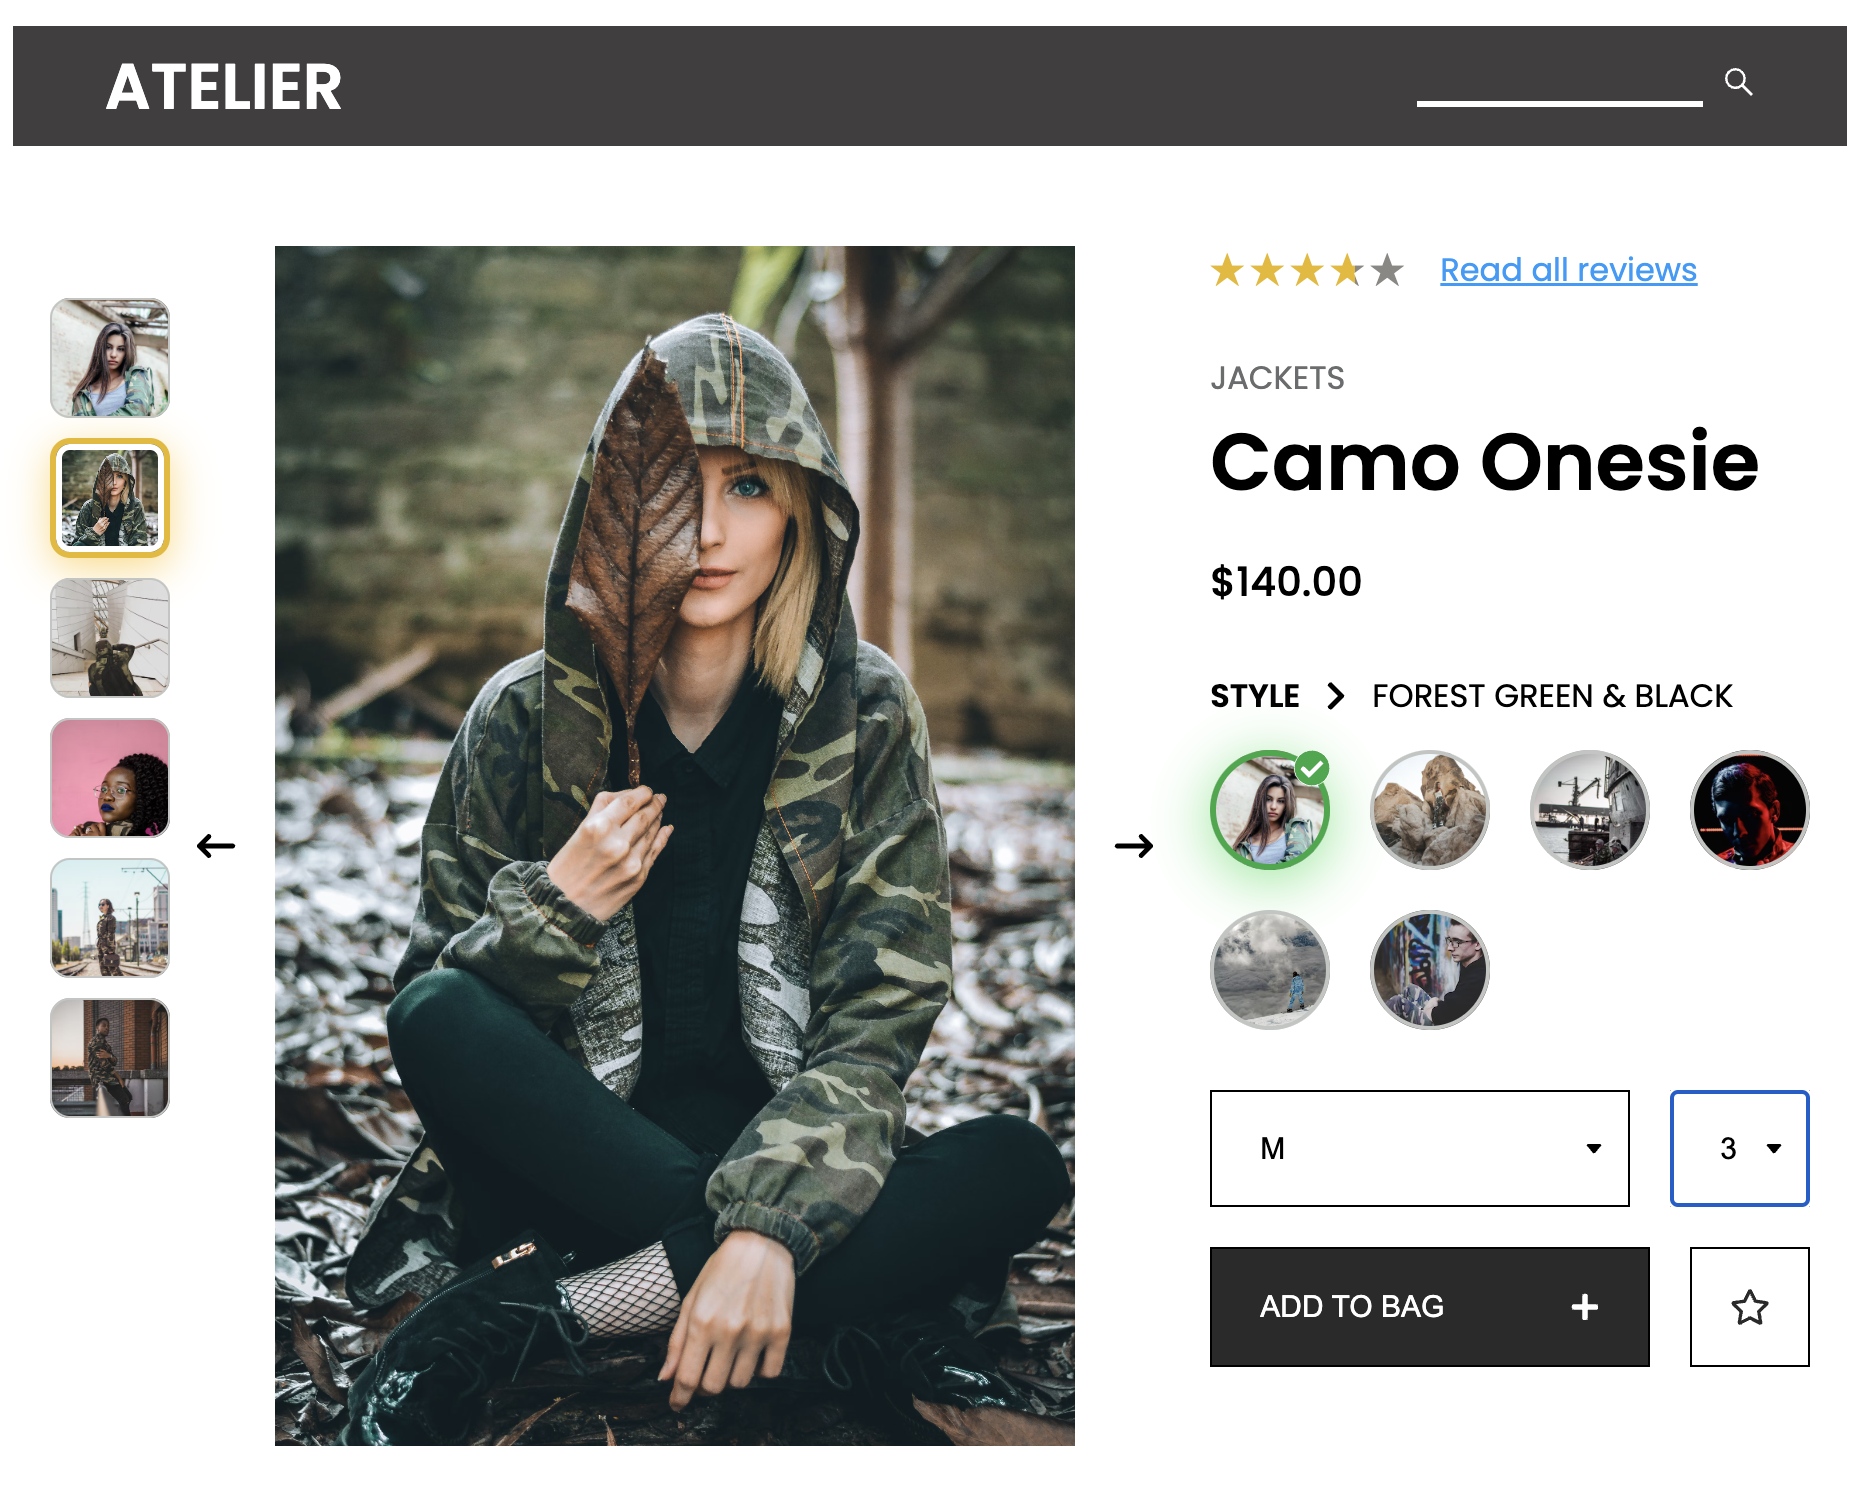 ATELIER
Read all reviews
JACKETS
Camo Onesie
$140.00
STYLE FOREST GREEN & BLACK
M 3
ADD TO BAG